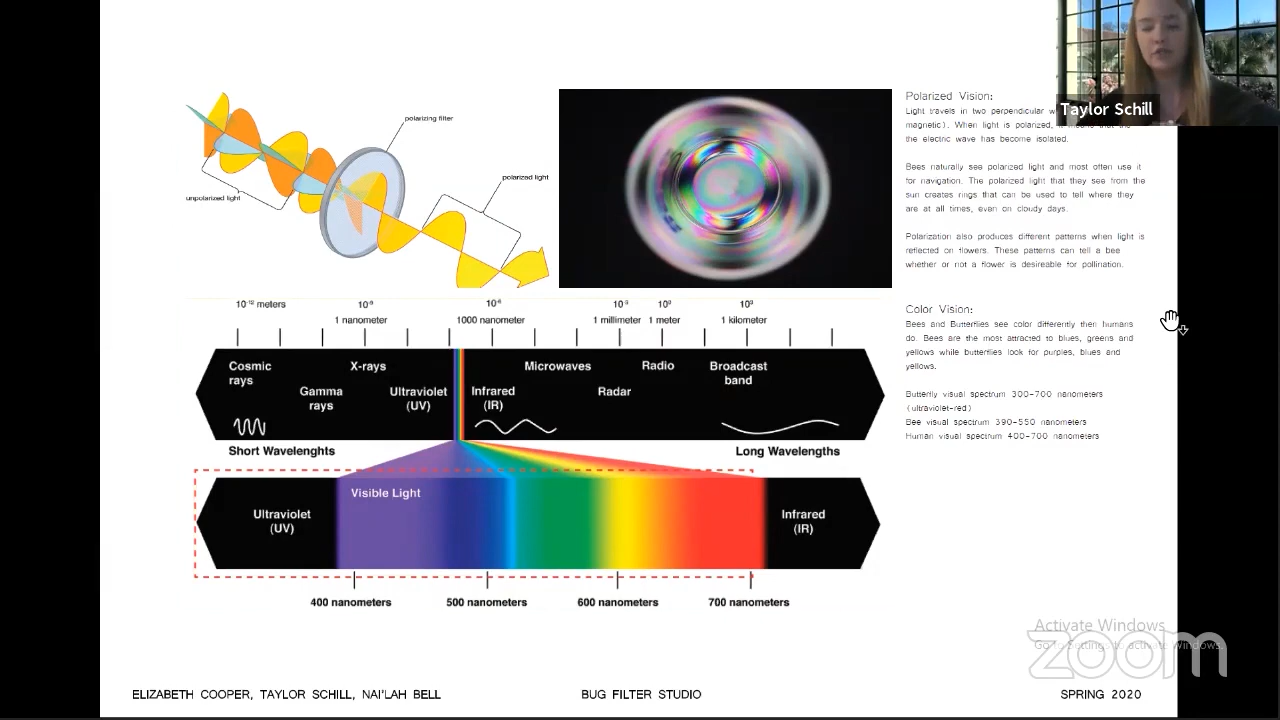 Taylor Schill
polarizing filter
polarized light
unpolarized light
Polarized Vision:
Light travels in two perpendicular
magnetic). When light is polarized,
the electric wave has become isolated.
Bees naturally see polarized light and most often use it
for navigation. The polarized light that they see from the
sun creates rings that can be used to tell where they
are at all times, even on cloudy days.
Polarization also produces different patterns when light is
reflected on flowers. These patterns can tell a bee
whether or not a flower is desireable for pollination.
Color Vision:
Bees and Butterflies see color differently then humans
do. Bees are the most attracted to blues, greens and
yellows while butterflies look for purples, blues and
yellows.
Butterfly visual spectrum 300-700 nanometers
(ultraviolet-red)
Bee visual spectrum 390-550 nanometers
Human visual spectrum 400-700 nanometers
10⁻¹² meters 10⁻⁹ 10⁻⁶ 10⁻³ 10⁰ 10³
1 nanometer 1000 nanometer 1 millimeter 1 meter 1 kilometer
Cosmic rays
Gamma rays
X-rays
Ultraviolet (UV)
Infrared (IR)
Microwaves
Radar
Radio
Broadcast band
Short Wavelenghts
Long Wavelengths
Visible Light
Ultraviolet (UV)
Infrared (IR)
400 nanometers 500 nanometers 600 nanometers 700 nanometers
Activate Windows
Go to Settings to activate Windows.
zoom
ELIZABETH COOPER, TAYLOR SCHILL, NAI'LAH BELL BUG FILTER STUDIO SPRING 2020